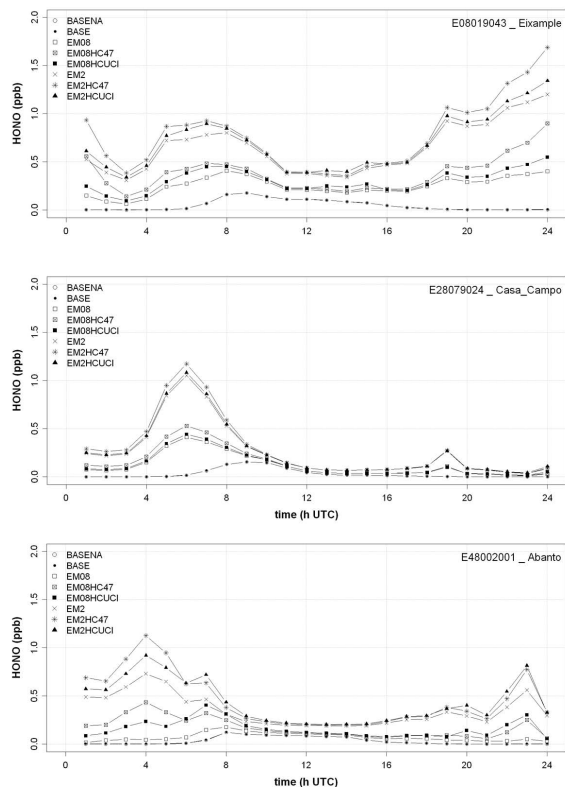 E08019043 _ Eixample
HONO (ppb)
2.0
1.5
1.0
0.5
0.0
BASENA
BASE
EM08
EM08HC47
EM08HCUCI
EM2
EM2HC47
EM2HCUCI
0 4 8 12 16 20 24
E28079024 _ Casa_Campo
HONO (ppb)
2.0
1.5
1.0
0.5
0.0
BASENA
BASE
EM08
EM08HC47
EM08HCUCI
EM2
EM2HC47
EM2HCUCI
0 4 8 12 16 20 24
time (h UTC)
E48002001 _ Abanto
HONO (ppb)
2.0
1.5
1.0
0.5
0.0
BASENA
BASE
EM08
EM08HC47
EM08HCUCI
EM2
EM2HC47
EM2HCUCI
0 4 8 12 16 20 24
time (h UTC)